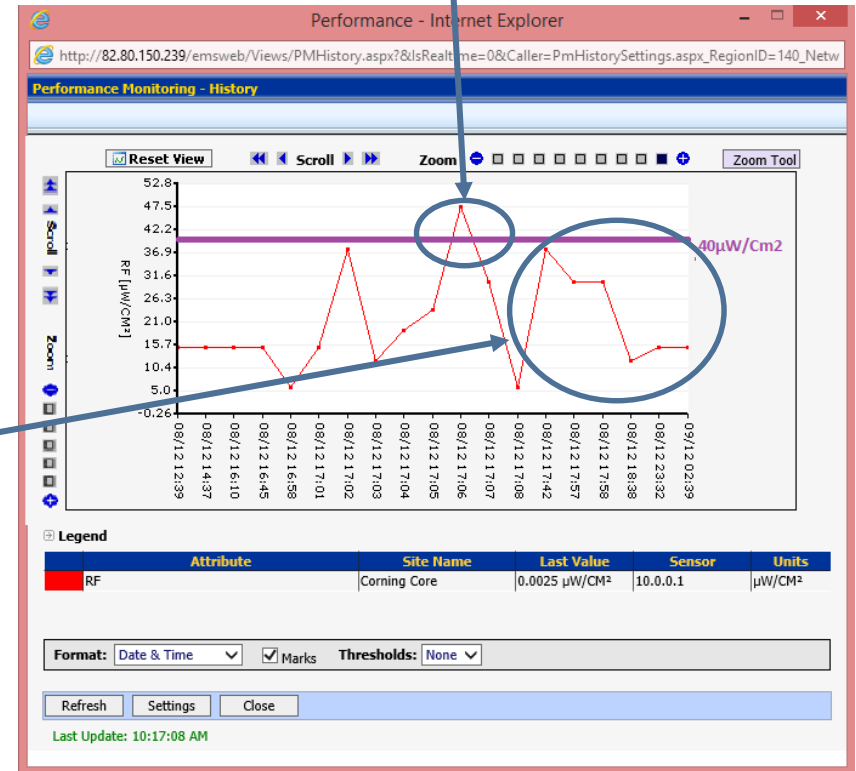 Performance - Internet Explorer
http://82.80.150.239/emsweb/Views/PMHistory.aspx?&IsRealtime=0&Caller=PmHistorySettings.aspx_RegionID=140_Netw
Performance Monitoring - History
Reset View Scroll Zoom Zoom Tool
Scroll
Zoom
RF [µW/CM²]
52.8
47.5
42.2
36.9
31.6
26.3
21.0
15.7
10.4
5.0
-0.26
40µW/Cm2
08/12 12:39
08/12 14:37
08/12 16:10
08/12 16:45
08/12 16:58
08/12 17:01
08/12 17:02
08/12 17:03
08/12 17:04
08/12 17:05
08/12 17:06
08/12 17:07
08/12 17:08
08/12 17:42
08/12 17:57
08/12 17:58
08/12 18:38
08/12 23:32
09/12 02:39
Legend
Attribute Site Name Last Value Sensor Units
RF Corning Core 0.0025 µW/CM² 10.0.0.1 µW/CM²
Format: Date & Time Marks Thresholds: None
Refresh Settings Close
Last Update: 10:17:08 AM